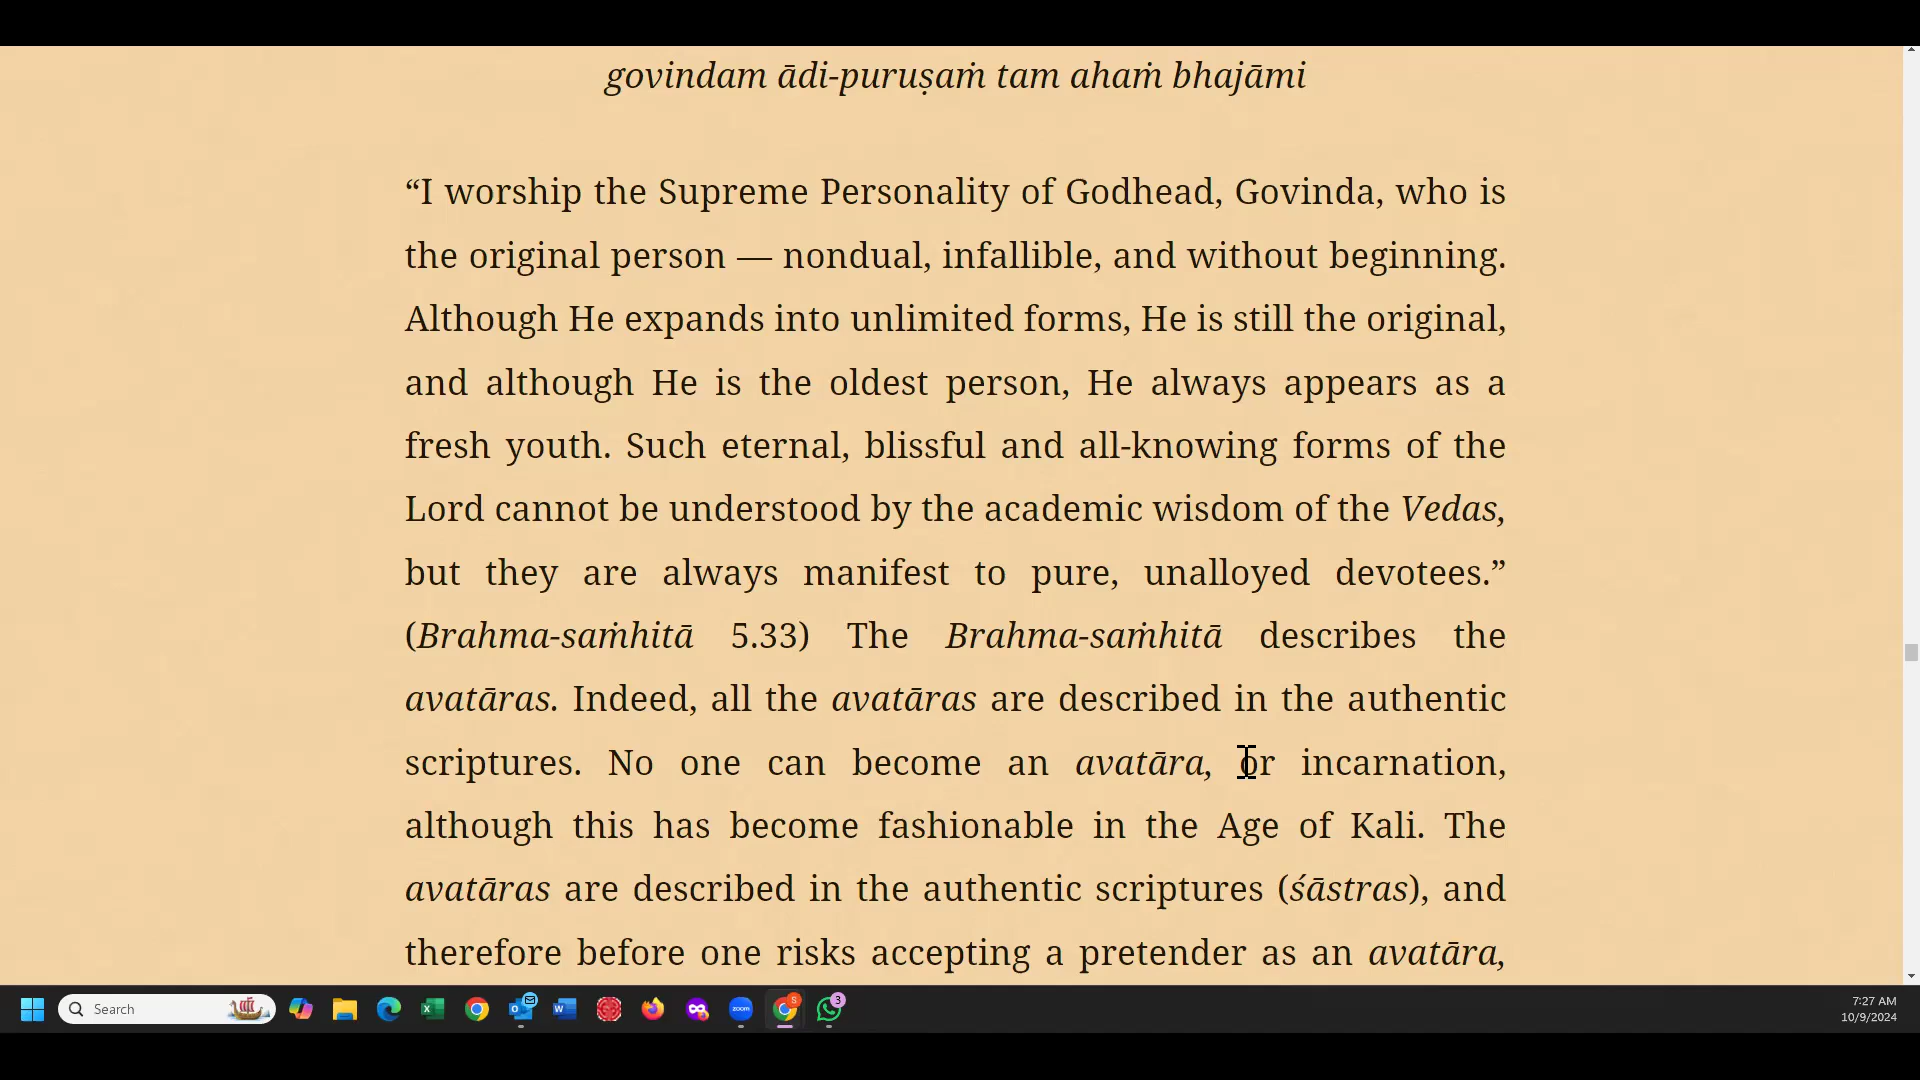 govindam ādi-puruṣaṁ tam ahaṁ bhajāmi
“I worship the Supreme Personality of Godhead, Govinda, who is
the original person — nondual, infallible, and without beginning.
Although He expands into unlimited forms, He is still the original,
and although He is the oldest person, He always appears as a
fresh youth. Such eternal, blissful and all-knowing forms of the
Lord cannot be understood by the academic wisdom of the Vedas,
but they are always manifest to pure, unalloyed devotees.”
(Brahma-saṁhitā 5.33) The Brahma-saṁhitā describes the
avatāras. Indeed, all the avatāras are described in the authentic
scriptures. No one can become an avatāra, or incarnation,
although this has become fashionable in the Age of Kali. The
avatāras are described in the authentic scriptures (śāstras), and
therefore before one risks accepting a pretender as an avatāra,
Search
zoom
S
3
7:27 AM
10/9/2024